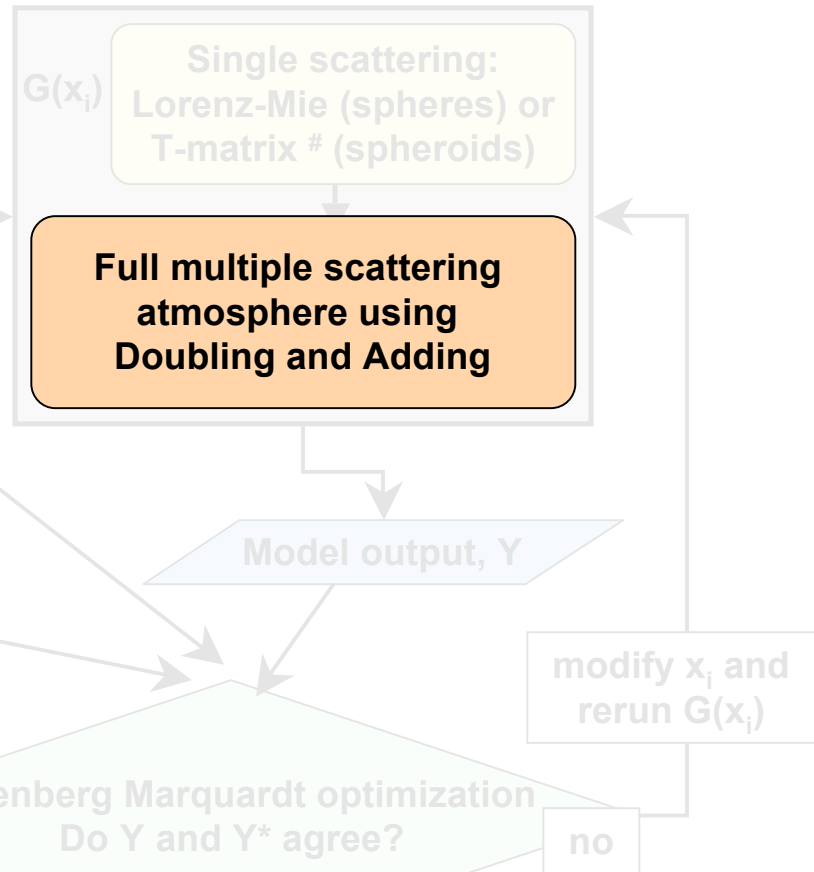 G(xᵢ)
Single scattering:
Lorenz-Mie (spheres) or
T-matrix # (spheroids)
Full multiple scattering
atmosphere using
Doubling and Adding
Model output, Y
modify xᵢ and
rerun G(xᵢ)
Marquardt optimization
Do Y and Y* agree?
no